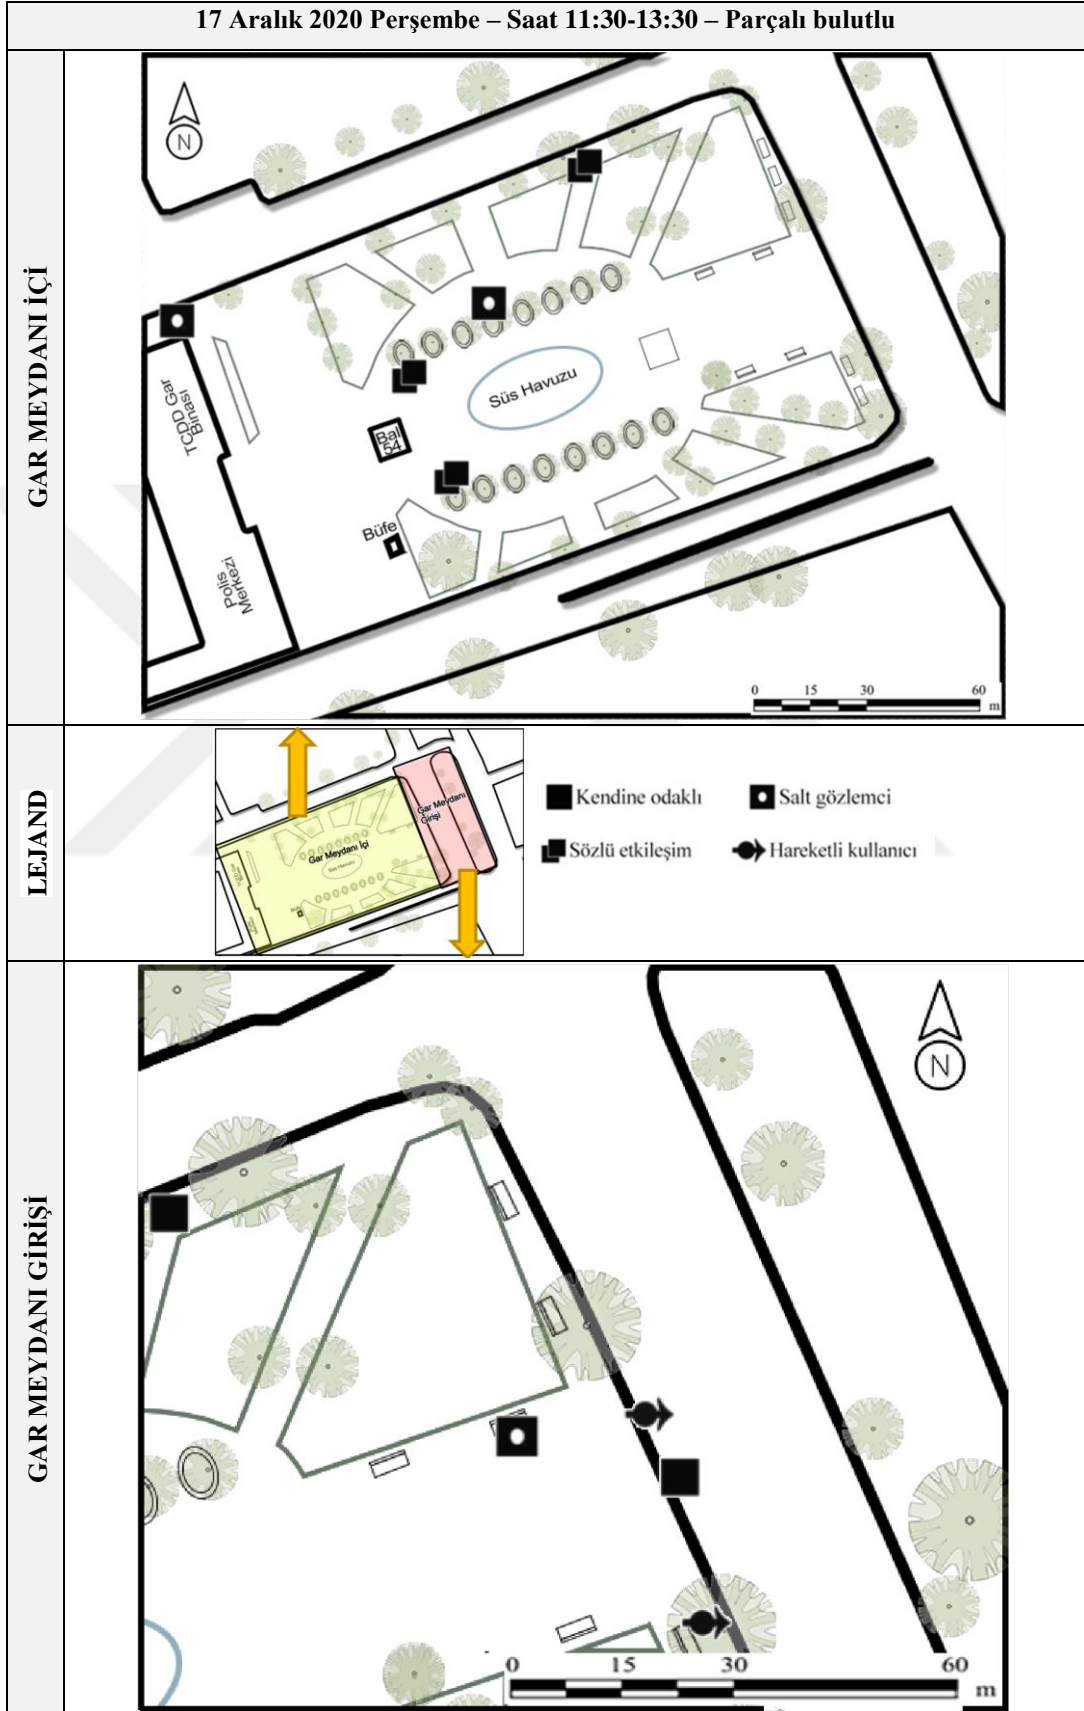 17 Aralık 2020 Perşembe – Saat 11:30-13:30 – Parçalı bulutlu
GAR MEYDANI İÇİ
N
TCDD Gar
Binası
Süs Havuzu
Bal
54
Büfe
Polis
Merkezi
0 15 30 60
m
LEJAND
Gar Meydanı
Girişi
Gar Meydanı İçi
Süs Havuzu
Kendine odaklı
Salt gözlemci
Sözlü etkileşim
Hareketli kullanıcı
GAR MEYDANI GİRİŞİ
N
0 15 30 60
m